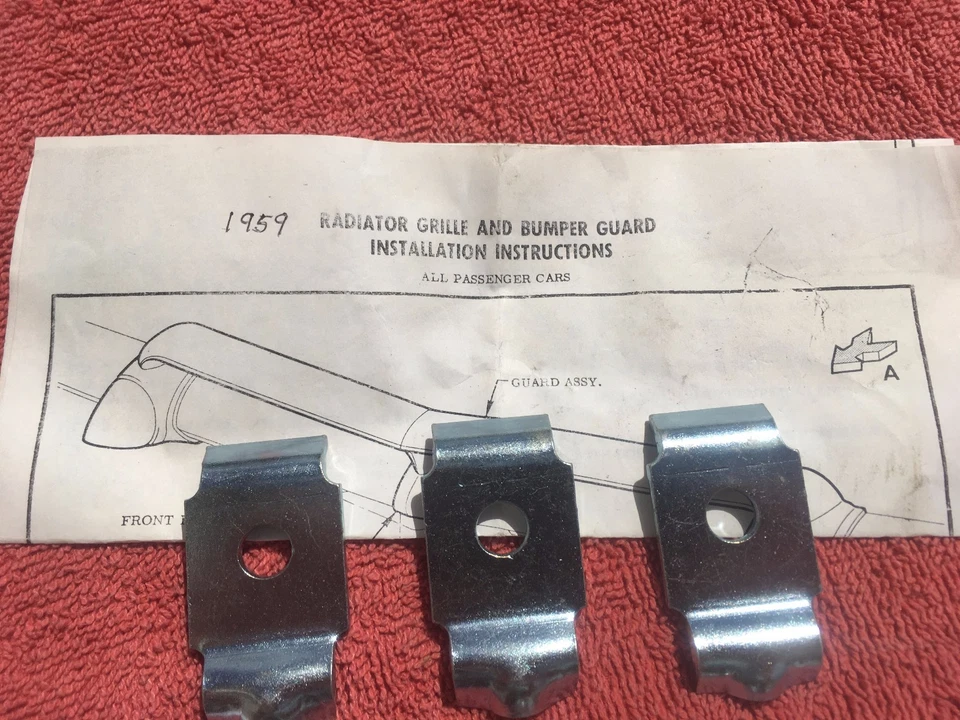 1959 RADIATOR GRILLE AND BUMPER GUARD
INSTALLATION INSTRUCTIONS
ALL PASSENGER CARS
A
GUARD ASSY.
FRONT